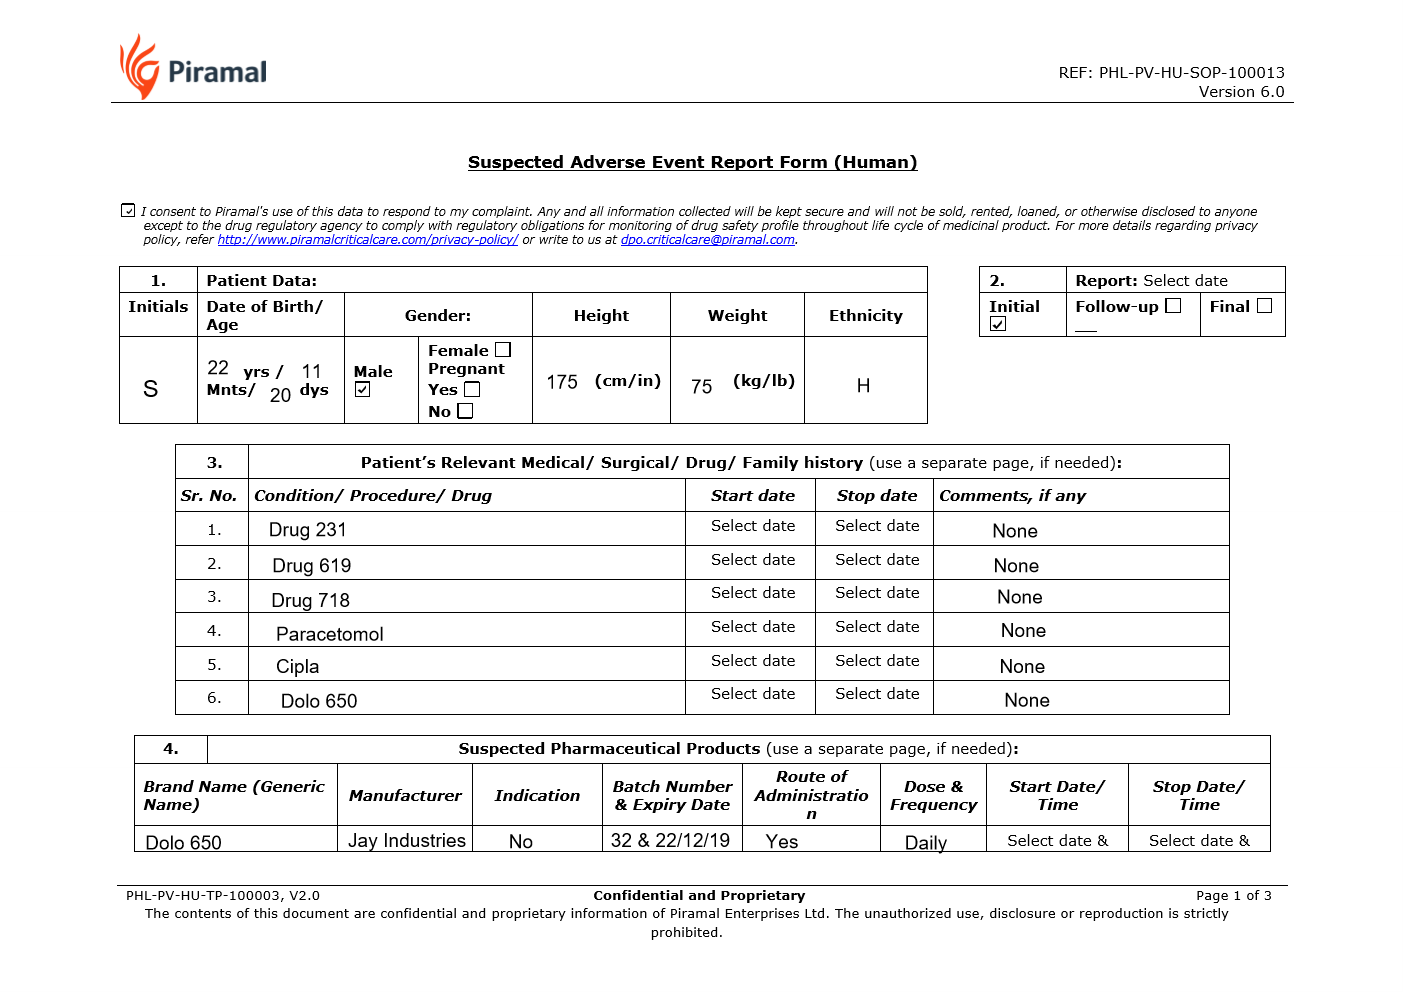 Piramal
REF: PHL-PV-HU-SOP-100013
Version 6.0
Suspected Adverse Event Report Form (Human)
I consent to Piramal's use of this data to respond to my complaint. Any and all information collected will be kept secure and will not be sold, rented, loaned, or otherwise disclosed to anyone
except to the drug regulatory agency to comply with regulatory obligations for monitoring of drug safety profile throughout life cycle of medicinal product. For more details regarding privacy
policy, refer http://www.piramalcriticalcare.com/privacy-policy/ or write to us at dpo.criticalcare@piramal.com.
1. Patient Data:
Initials Date of Birth/ Age Gender: Height Weight Ethnicity
S 22 yrs / 11 Mnts/ 20 dys Male Female Pregnant Yes No 175 (cm/in) 75 (kg/lb) H
2. Report: Select date
Initial Follow-up __ Final
3. Patient’s Relevant Medical/ Surgical/ Drug/ Family history (use a separate page, if needed):
Sr. No. Condition/ Procedure/ Drug Start date Stop date Comments, if any
1. Drug 231 Select date Select date None
2. Drug 619 Select date Select date None
3. Drug 718 Select date Select date None
4. Paracetomol Select date Select date None
5. Cipla Select date Select date None
6. Dolo 650 Select date Select date None
4. Suspected Pharmaceutical Products (use a separate page, if needed):
Brand Name (Generic Name) Manufacturer Indication Batch Number & Expiry Date Route of Administratio n Dose & Frequency Start Date/ Time Stop Date/ Time
Dolo 650 Jay Industries No 32 & 22/12/19 Yes Daily Select date & Select date &
PHL-PV-HU-TP-100003, V2.0 Confidential and Proprietary Page 1 of 3
The contents of this document are confidential and proprietary information of Piramal Enterprises Ltd. The unauthorized use, disclosure or reproduction is strictly
prohibited.